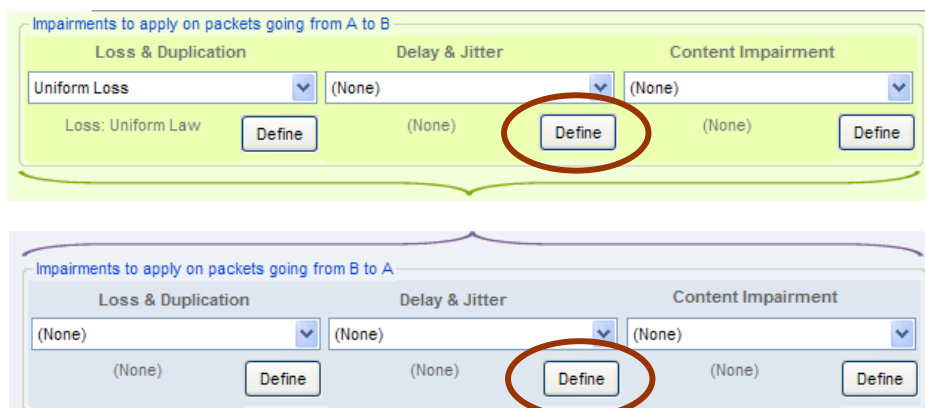 Impairments to apply on packets going from A to B
Loss & Duplication Delay & Jitter Content Impairment
Uniform Loss (None) (None)
Loss: Uniform Law Define (None) Define (None) Define
Impairments to apply on packets going from B to A
Loss & Duplication Delay & Jitter Content Impairment
(None) (None) (None)
(None) Define (None) Define (None) Define